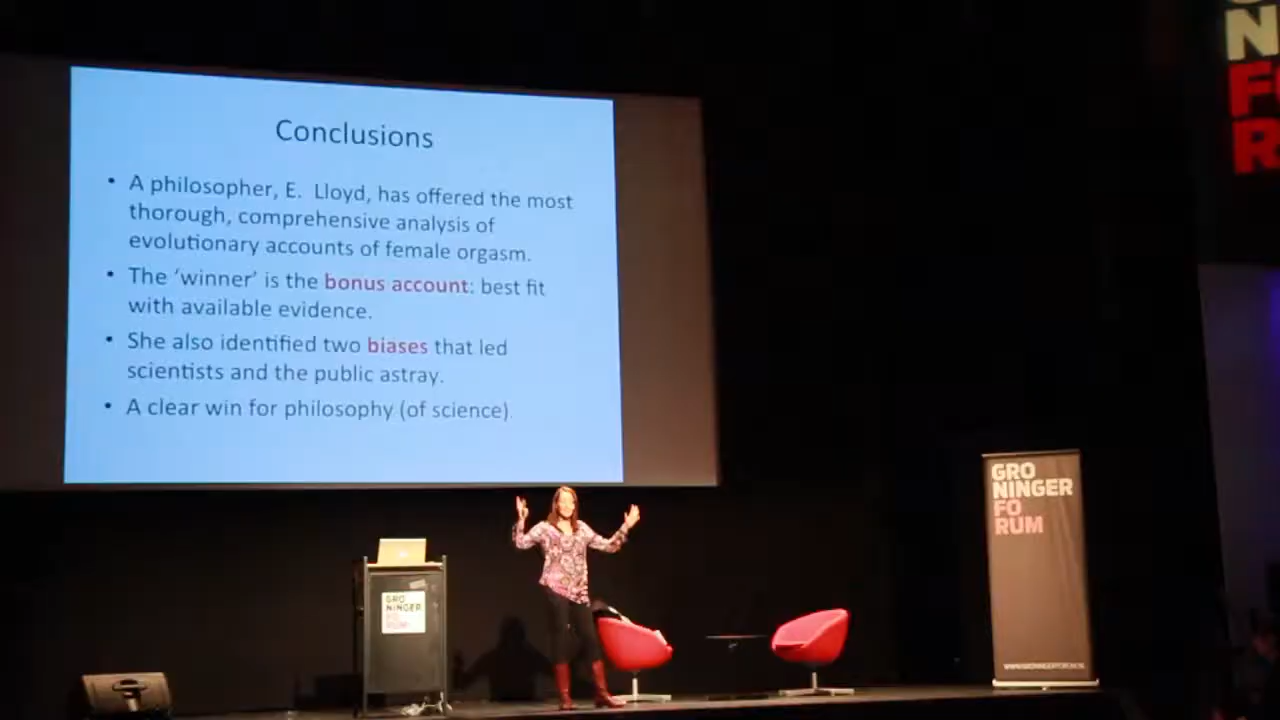 Conclusions
• A philosopher, E. Lloyd, has offered the most
thorough, comprehensive analysis of
evolutionary accounts of female orgasm.
• The ‘winner’ is the bonus account: best fit
with available evidence.
• She also identified two biases that led
scientists and the public astray.
• A clear win for philosophy (of science)
GRO
NINGER
FO
RUM
GRO
NINGER
FO
RUM
N
F
R